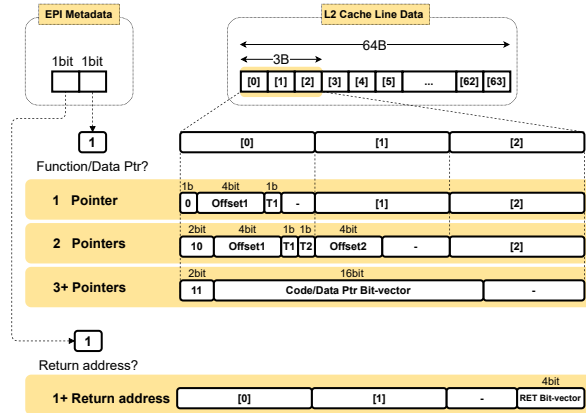 EPI Metadata
L2 Cache Line Data
1bit 1bit
64B
3B
[0] [1] [2] [3] [4] [5] ... [62] [63]
1
[0] [1] [2]
Function/Data Ptr?
1b 4bit 1b
1 Pointer 0 Offset1 T1 - [1] [2]
2bit 4bit 1b 1b 4bit
2 Pointers 10 Offset1 T1 T2 Offset2 - [2]
2bit 16bit
3+ Pointers 11 Code/Data Ptr Bit-vector -
1
Return address?
4bit
1+ Return address [0] [1] - RET Bit-vector